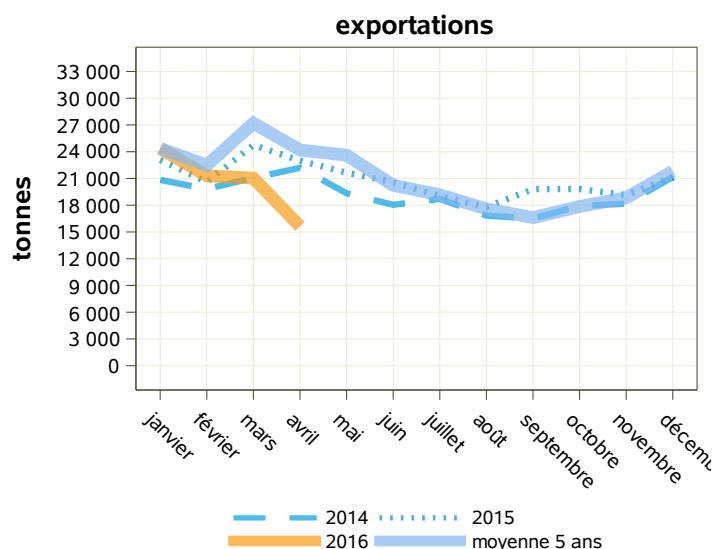 exportations
tonnes
33 000
30 000
27 000
24 000
21 000
18 000
15 000
12 000
9 000
6 000
3 000
0
janvier
février
mars
avril
mai
juin
juillet
août
septembre
octobre
novembre
décemb
2014
2015
2016
moyenne 5 ans